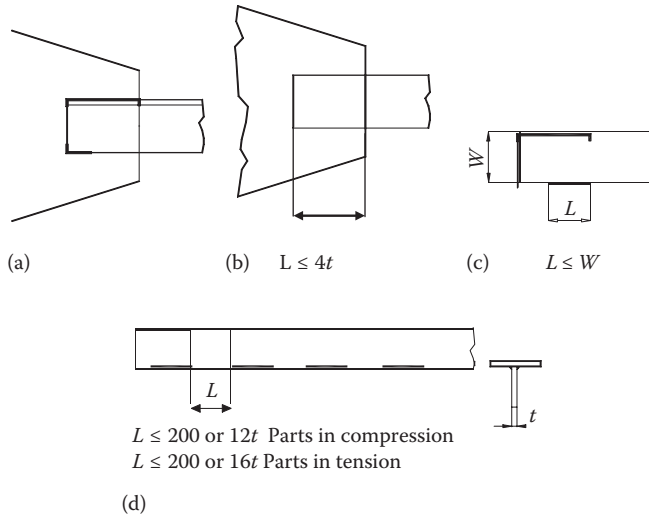 W
L
(a)
(b) L ≤ 4t
(c) L ≤ W
L
t
L ≤ 200 or 12t Parts in compression
L ≤ 200 or 16t Parts in tension
(d)